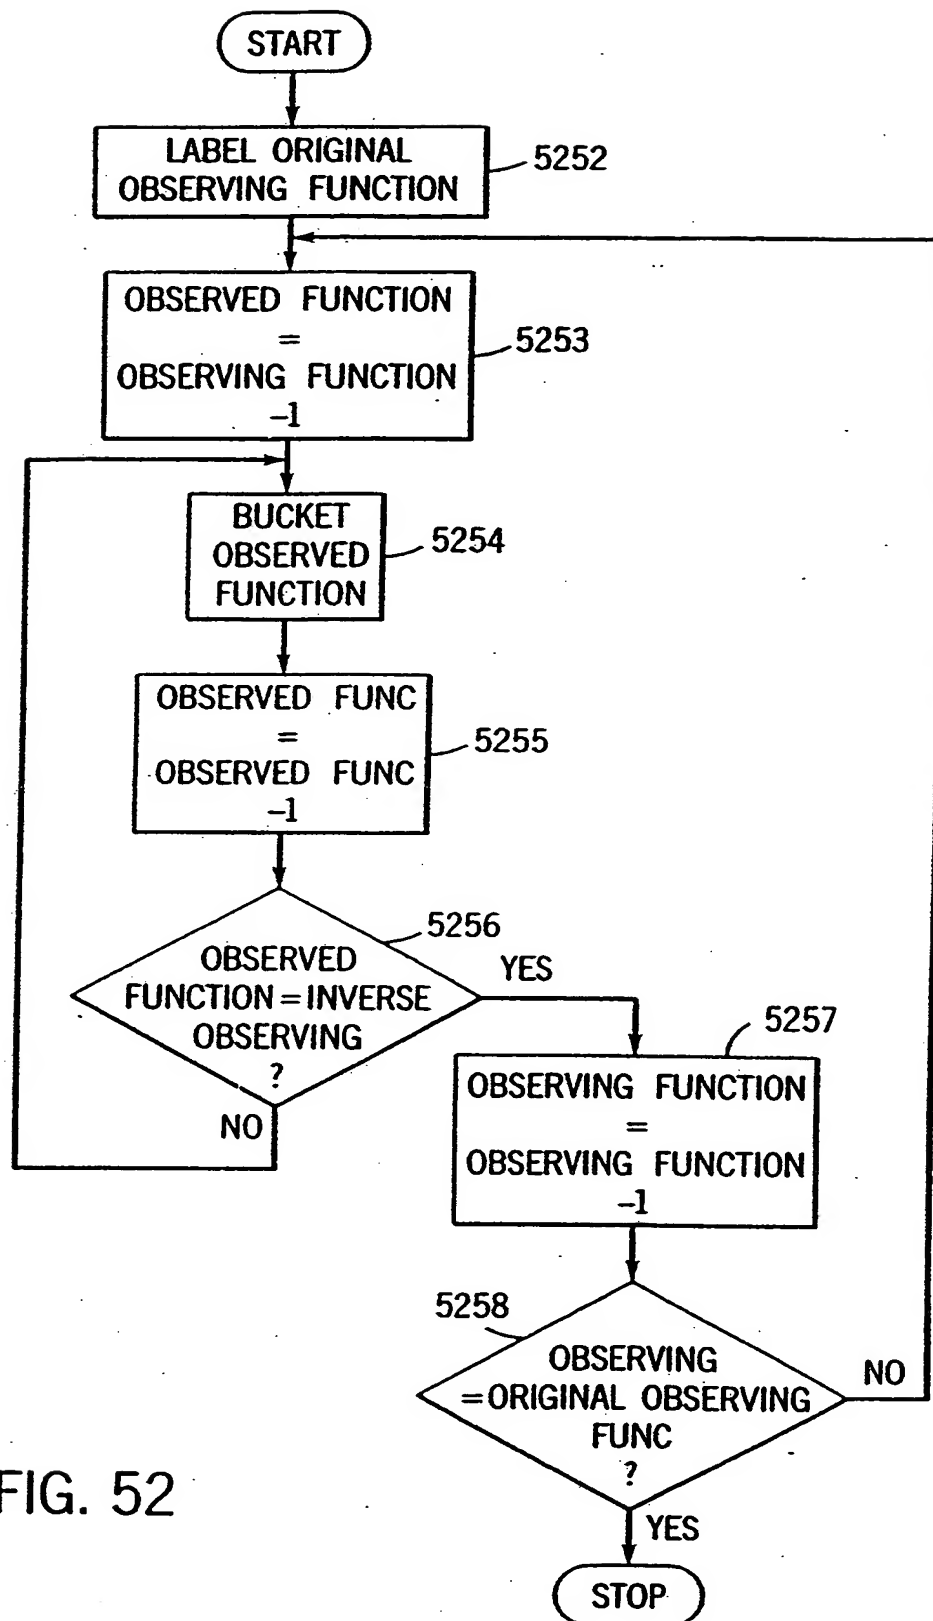 START
LABEL ORIGINAL
OBSERVING FUNCTION
5252
OBSERVED FUNCTION
=
OBSERVING FUNCTION
-1
5253
BUCKET
OBSERVED
FUNCTION
5254
OBSERVED FUNC
=
OBSERVED FUNC
-1
5255
OBSERVED
FUNCTION = INVERSE
OBSERVING
?
5256
YES
NO
5257
OBSERVING FUNCTION
=
OBSERVING FUNCTION
-1
5258
OBSERVING
= ORIGINAL OBSERVING
FUNC
?
NO
YES
STOP
FIG. 52